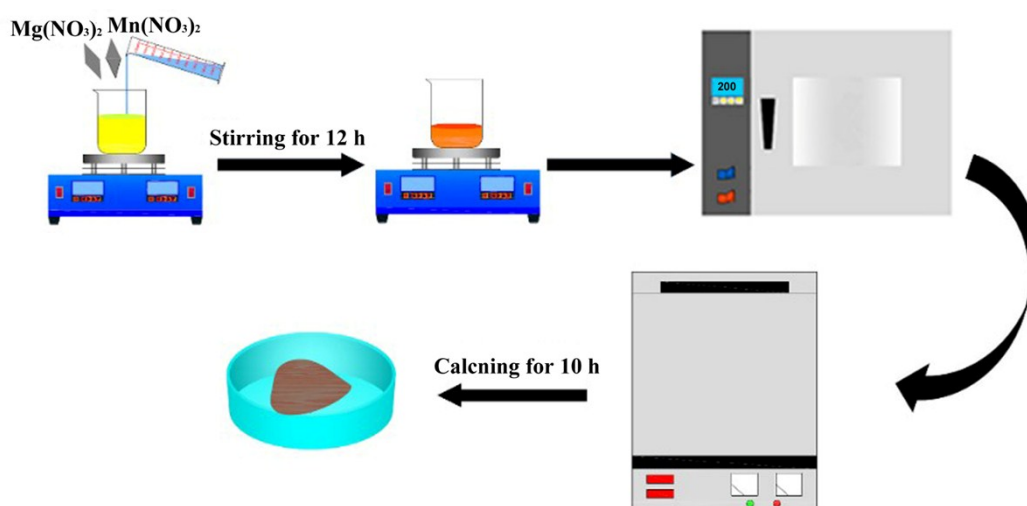 Mg(NO₃)₂ Mn(NO₃)₂
Stirring for 12 h
200
Calcning for 10 h